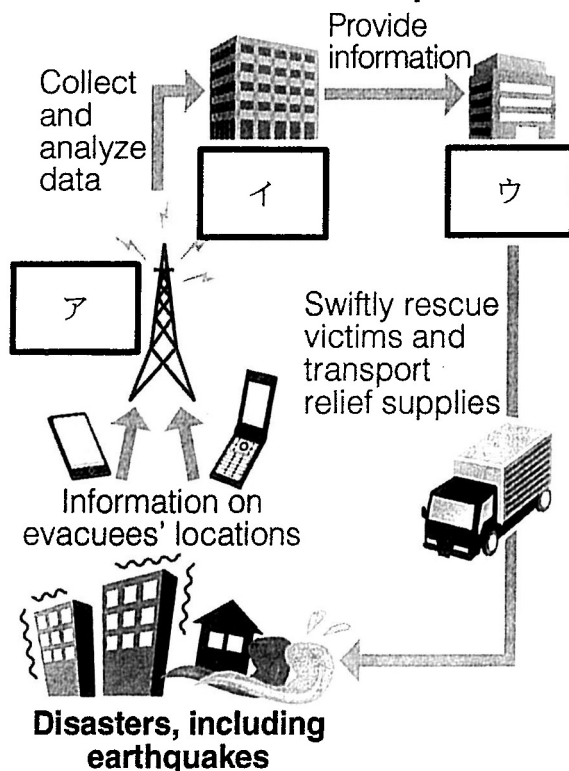 Provide
information
Collect
and
analyze
data
イ
ウ
ア
Swiftly rescue
victims and
transport
relief supplies
Information on
evacuees' locations
Disasters, including
earthquakes